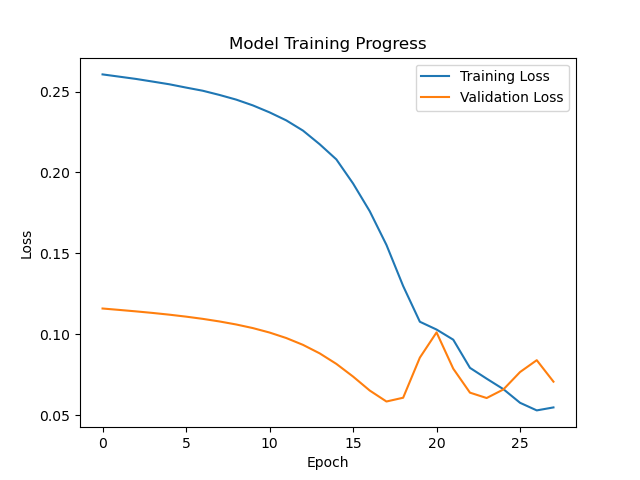 Model Training Progress
Training Loss
Validation Loss
0.25
0.20
0.15
0.10
0.05
Loss
0 5 10 15 20 25
Epoch